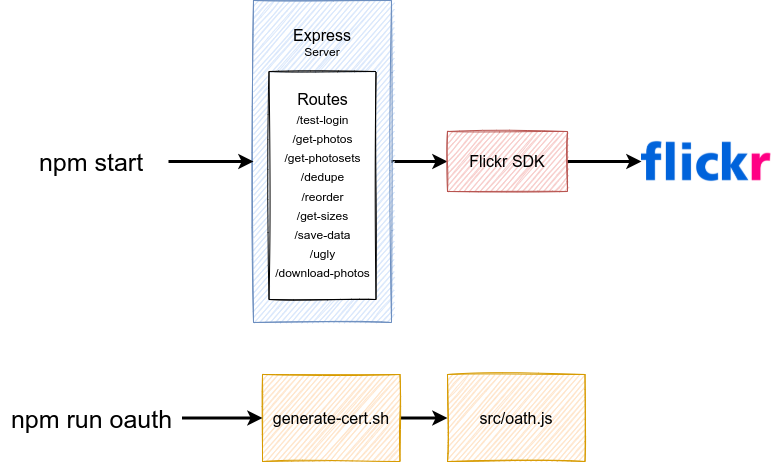 Express
Server
Routes
/test-login
/get-photos
/get-photosets
/dedupe
/reorder
/get-sizes
/save-data
/ugly
/download-photos
npm start
Flickr SDK
flickr
npm run oauth
generate-cert.sh
src/oath.js